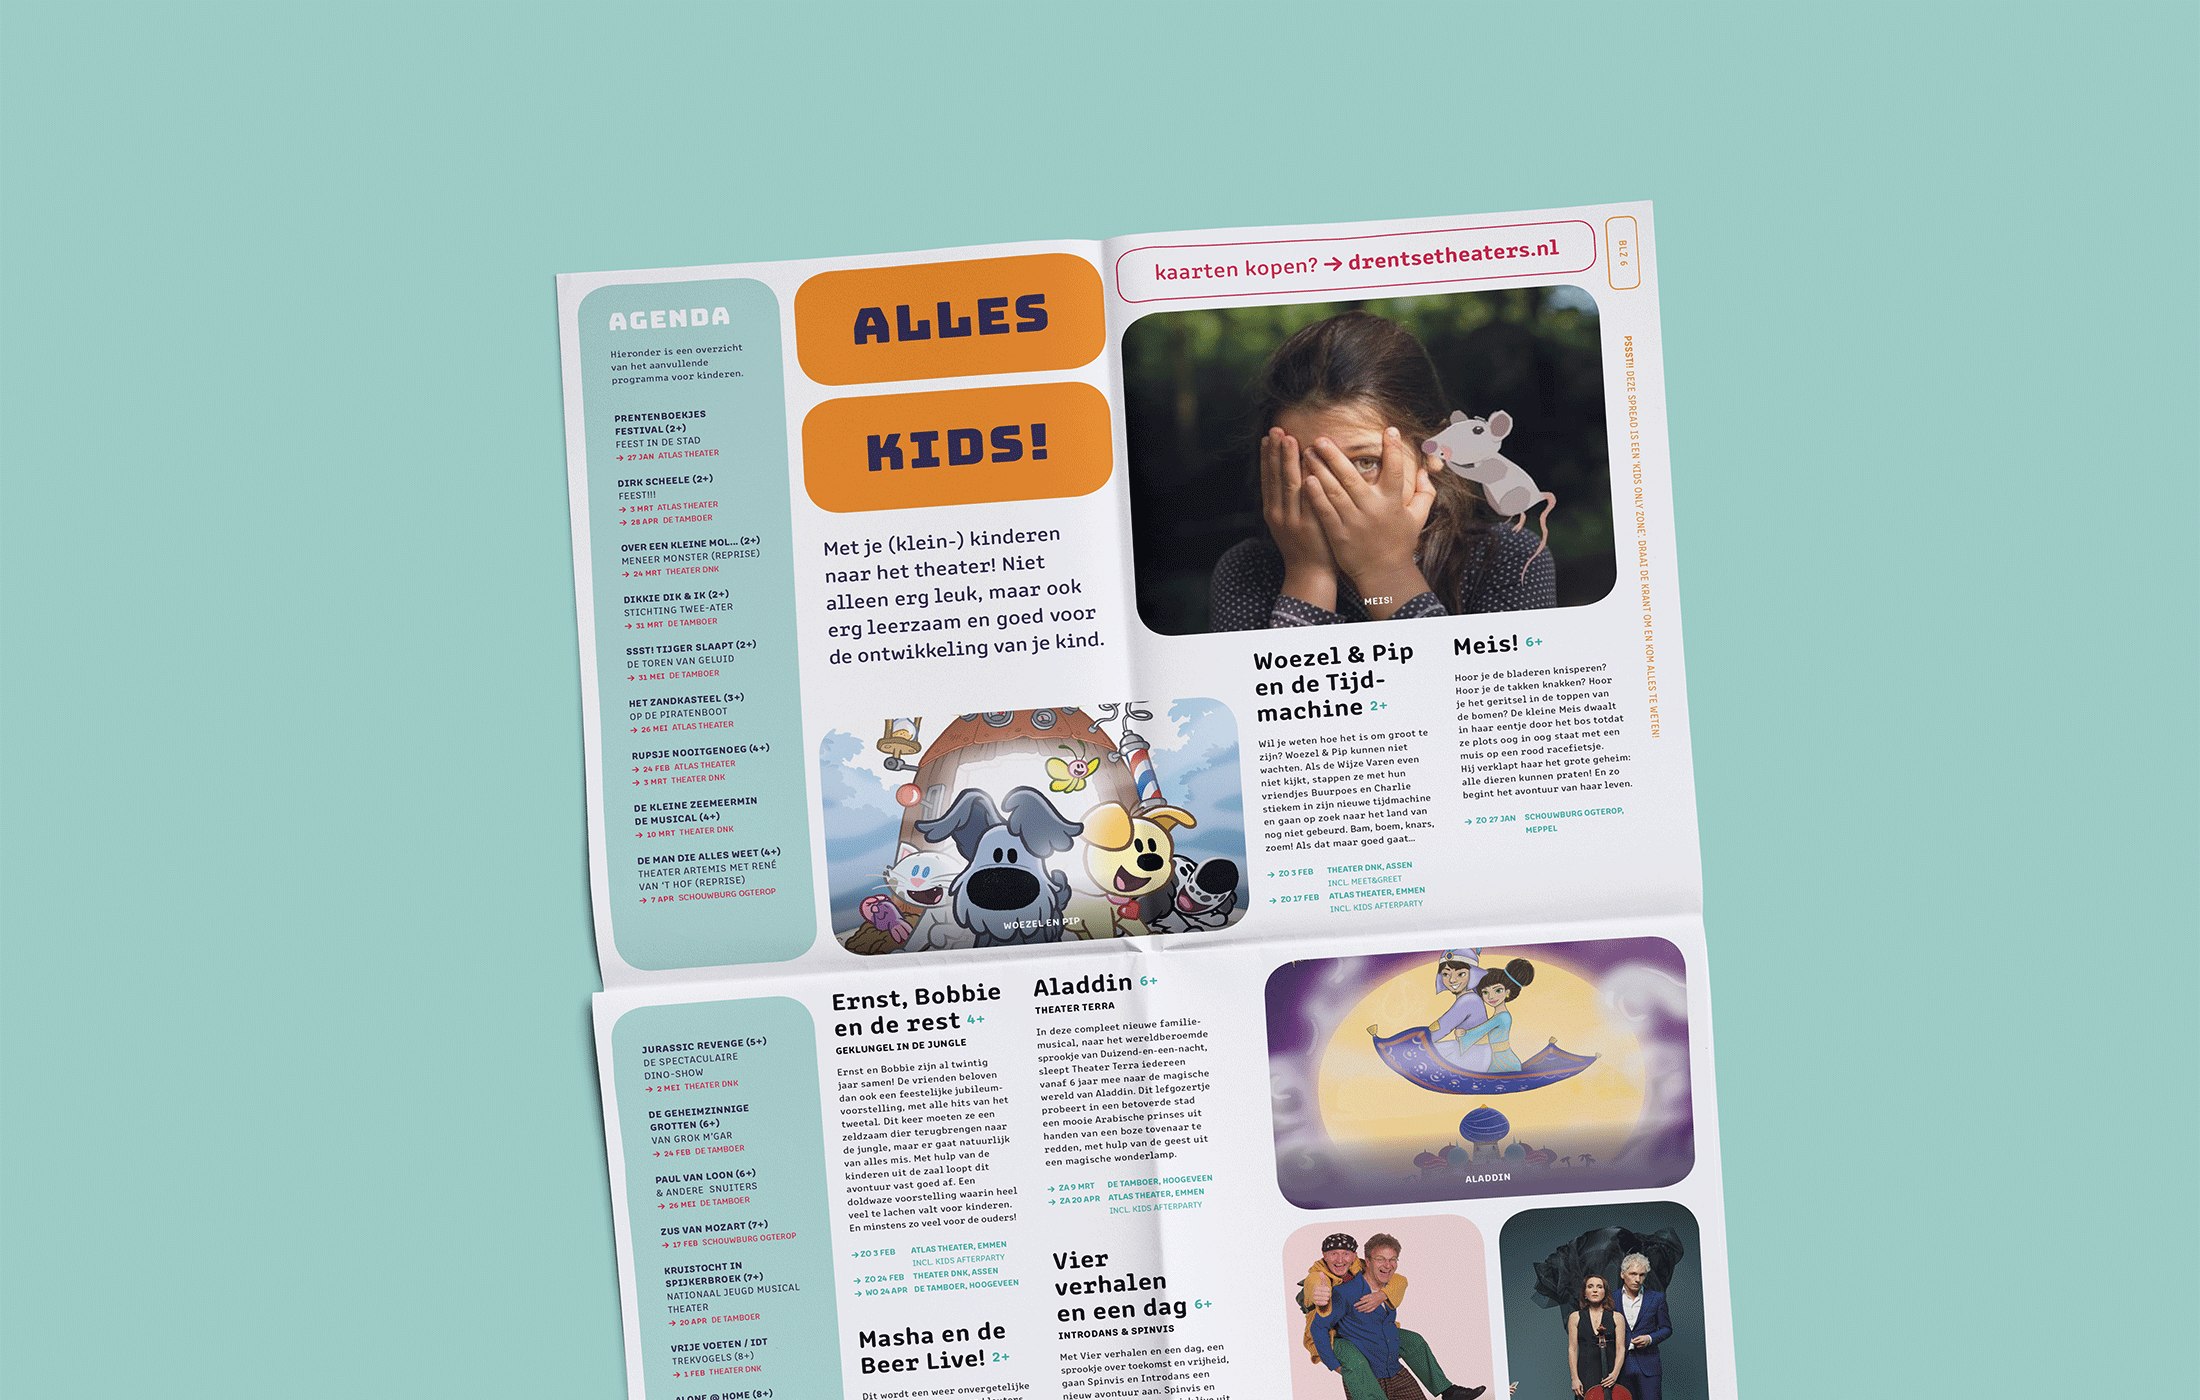 AGENDA
Hieronder is een overzicht
van het aanvullende
programma voor kinderen.
PRENTENBOEKJES
FESTIVAL (2+)
FEEST IN DE STAD
→ 27 JAN ATLAS THEATER
DIRK SCHEELE (2+)
FEEST!!!
→ 3 MRT ATLAS THEATER
→ 28 APR DE TAMBOER
OVER EEN KLEINE MOL... (2+)
MENEER MONSTER (REPRISE)
→ 24 MRT THEATER DNK
DIKKIE DIK & IK (2+)
STICHTING TWEE-ATER
→ 31 MRT DE TAMBOER
SSST! TIJGER SLAAPT (2+)
DE TOREN VAN GELUID
→ 31 MEI DE TAMBOER
HET ZANDKASTEEL (3+)
OP DE PIRATENBOOT
→ 26 MEI ATLAS THEATER
RUPSJE NOOITGENOEG (4+)
→ 24 FEB ATLAS THEATER
→ 3 MRT THEATER DNK
DE KLEINE ZEEMEERMIN
DE MUSICAL (4+)
→ 10 MRT THEATER DNK
DE MAN DIE ALLES WEET (4+)
THEATER ARTEMIS MET RENÉ
VAN 'T HOF (REPRISE)
→ 7 APR SCHOUWBURG OGTEROP
JURASSIC REVENGE (5+)
DE SPECTACULAIRE
DINO-SHOW
→ 2 MEI THEATER DNK
DE GEHEIMZINNIGE
GROTTEN (6+)
VAN GROK M'GAR
→ 24 FEB DE TAMBOER
PAUL VAN LOON (6+)
& ANDERE SNUITERS
→ 26 MEI DE TAMBOER
ZUS VAN MOZART (7+)
→ 17 FEB SCHOUWBURG OGTEROP
KRUISTOCHT IN
SPIJKERBROEK (7+)
NATIONAAL JEUGD MUSICAL
THEATER
→ 20 APR DE TAMBOER
VRIJE VOETEN / IDT
TREKVOGELS (8+)
→ 1 FEB THEATER DNK
ALONE @ HOME (8+)
ALLES
KIDS!
Met je (klein-) kinderen
naar het theater! Niet
alleen erg leuk, maar ook
erg leerzaam en goed voor
de ontwikkeling van je kind.
WOEZEL EN PIP
kaarten kopen? → drentsetheaters.nl
BLZ 6
PSSST!! DEZE SPREAD IS EEN 'KIDS ONLY ZONE'. DRAAI DE KRANT OM EN KOM ALLES TE WETEN!
MEIS!
Woezel & Pip
en de Tijd-
machine 2+
Wil je weten hoe het is om groot te
zijn? Woezel & Pip kunnen niet
wachten. Als de Wijze Varen even
niet kijkt, stappen ze met hun
vriendjes Buurpoes en Charlie
stiekem in zijn nieuwe tijdmachine
en gaan op zoek naar het land van
nog niet gebeurd. Bam, boem, knars,
zoem! Als dat maar goed gaat...
→ ZO 3 FEB THEATER DNK, ASSEN
INCL. MEET&GREET
→ ZO 17 FEB ATLAS THEATER, EMMEN
INCL. KIDS AFTERPARTY
Meis! 6+
Hoor je de bladeren knisperen?
Hoor je de takken knakken? Hoor
je het geritsel in de toppen van
de bomen? De kleine Meis dwaalt
in haar eentje door het bos totdat
ze plots oog in oog staat met een
muis op een rood racefietsje.
Hij verklapt haar het grote geheim:
alle dieren kunnen praten! En zo
begint het avontuur van haar leven.
→ ZO 27 JAN SCHOUWBURG OGTEROP,
MEPPEL
Ernst, Bobbie
en de rest 4+
GEKLUNGEL IN DE JUNGLE
Ernst en Bobbie zijn al twintig
jaar samen! De vrienden beloven
dan ook een feestelijke jubileum-
voorstelling, met alle hits van het
tweetal. Dit keer moeten ze een
zeldzaam dier terugbrengen naar
de jungle, maar er gaat natuurlijk
van alles mis. Met hulp van de
kinderen uit de zaal loopt dit
avontuur vast goed af. Een
doldwaze voorstelling waarin heel
veel te lachen valt voor kinderen.
En minstens zo veel voor de ouders!
→ ZO 3 FEB ATLAS THEATER, EMMEN
INCL. KIDS AFTERPARTY
→ ZO 24 FEB THEATER DNK, ASSEN
→ WO 24 APR DE TAMBOER, HOOGEVEEN
Masha en de
Beer Live! 2+
Dit wordt een weer onvergetelijke
Aladdin 6+
THEATER TERRA
In deze compleet nieuwe familie-
musical, naar het wereldberoemde
sprookje van Duizend-en-een-nacht,
sleept Theater Terra iedereen
vanaf 6 jaar mee naar de magische
wereld van Aladdin. Dit lefgozertje
probeert in een betoverde stad
een mooie Arabische prinses uit
handen van een boze tovenaar te
redden, met hulp van de geest uit
een magische wonderlamp.
→ ZA 9 MRT DE TAMBOER, HOOGEVEEN
→ ZA 20 APR ATLAS THEATER, EMMEN
INCL. KIDS AFTERPARTY
Vier
verhalen
en een dag 6+
INTRODANS & SPINVIS
Met Vier verhalen en een dag, een
sprookje over toekomst en vrijheid,
gaan Spinvis en Introdans een
nieuw avontuur aan. Spinvis en
ALADDIN